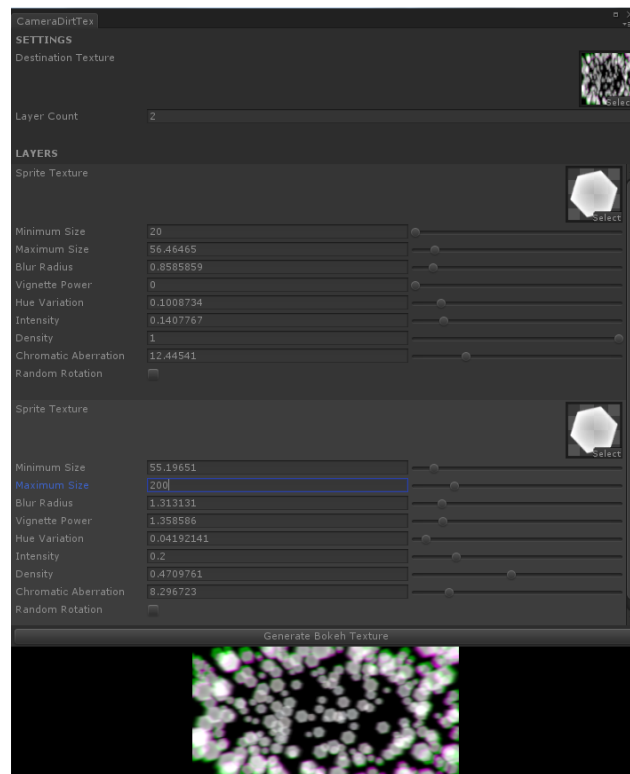 CameraDirtTex
SETTINGS
Destination Texture
Select
Layer Count 2
LAYERS
Sprite Texture
Select
Minimum Size 20
Maximum Size 56.46465
Blur Radius 0.8585859
Vignette Power 0
Hue Variation 0.1008734
Intensity 0.1407767
Density 1
Chromatic Aberration 12.44541
Random Rotation
Sprite Texture
Select
Minimum Size 55.19651
Maximum Size 200
Blur Radius 1.313131
Vignette Power 1.358586
Hue Variation 0.04192141
Intensity 0.2
Density 0.4709761
Chromatic Aberration 8.296723
Random Rotation
Generate Bokeh Texture